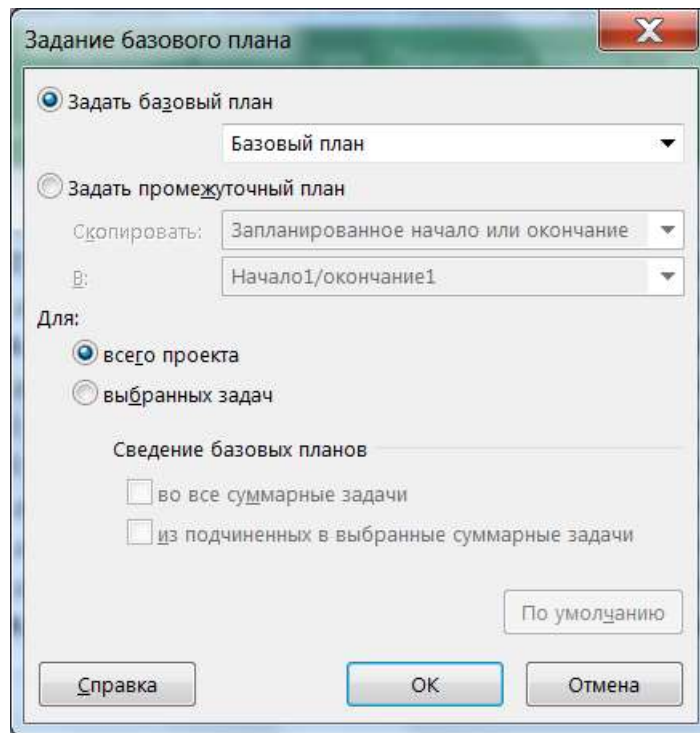 Задание базового плана
Задать базовый план
Базовый план
Задать промежуточный план
Скопировать: Запланированное начало или окончание
В: Начало1/окончание1
Для:
всего проекта
выбранных задач
Сведение базовых планов
во все суммарные задачи
из подчиненных в выбранные суммарные задачи
По умолчанию
Справка ОК Отмена